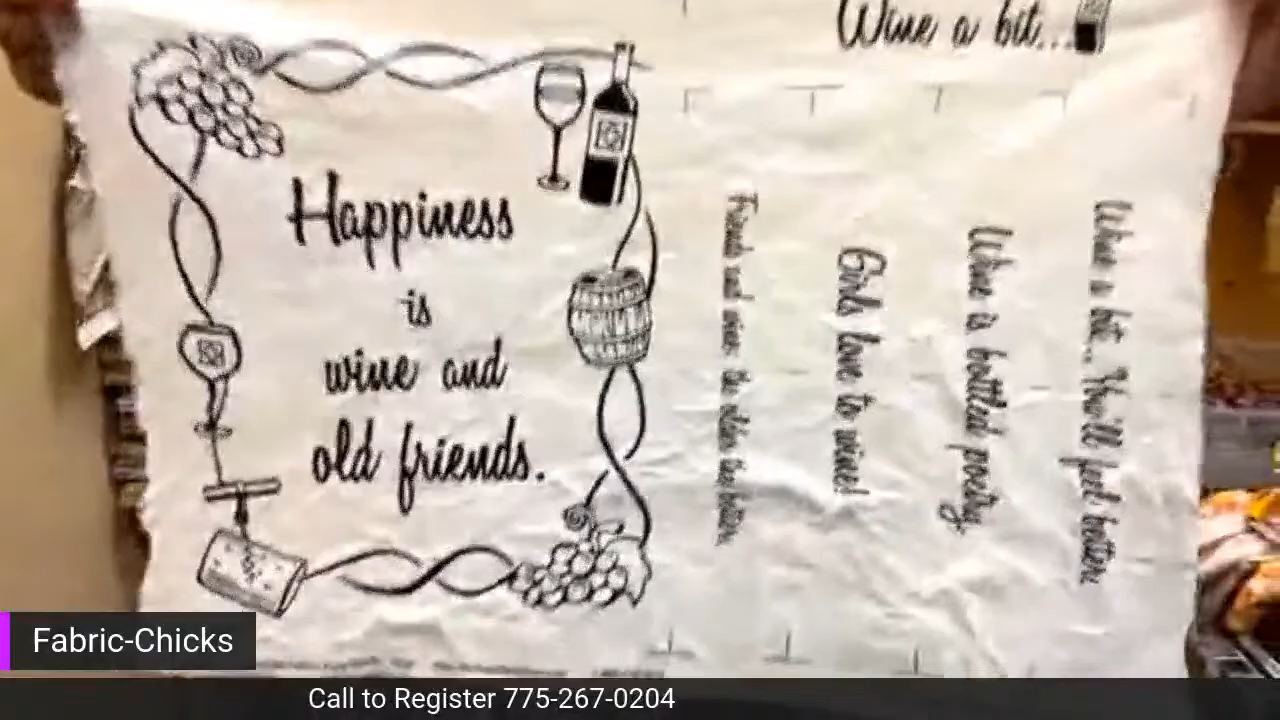 Wine a bit...
Happiness
is
wine and
old friends.
Friends and wine: the older, the better.
Girls love to wine!
Wine is bottled poetry.
Wine a bit.. You'll feel better.
Fabric-Chicks
Call to Register 775-267-0204